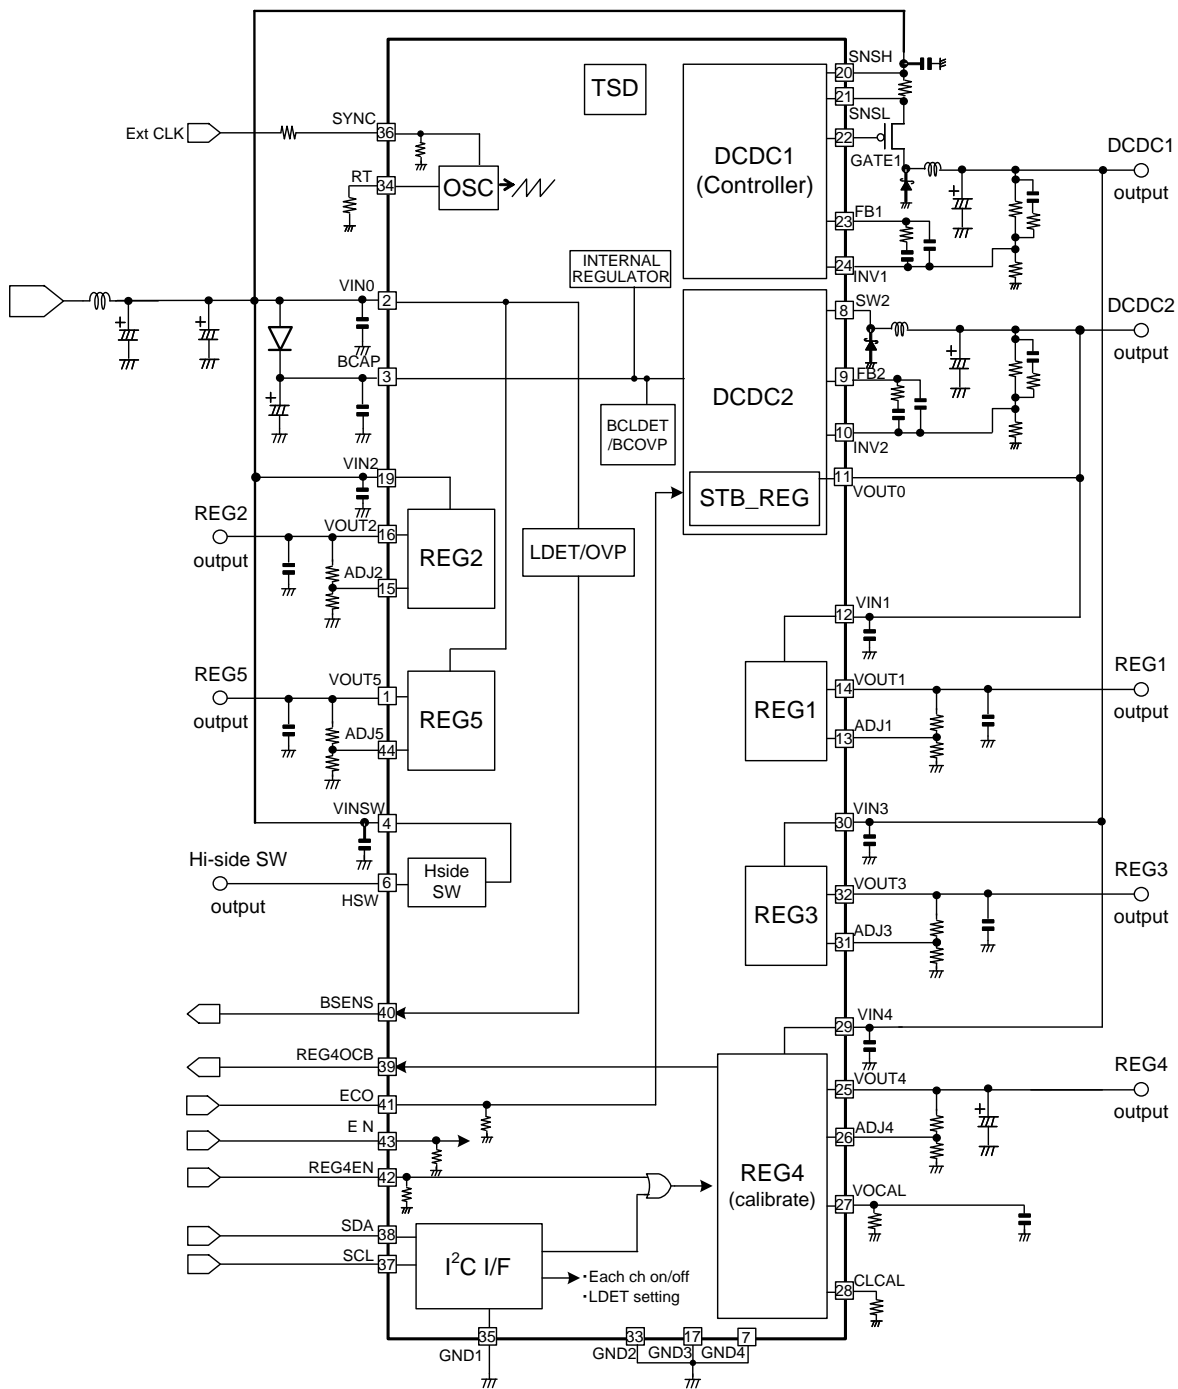 SNSH
20
TSD
21
SYNC
SNSL
Ext CLK
36
22
DCDC1
(Controller)
GATE1
DCDC1
output
RT
34
OSC
23
FB1
INTERNAL
REGULATOR
24
INV1
VIN0
2
8
SW2
DCDC2
output
+
+
+
+
+
+
BCAP
3
9
FB2
DCDC2
BCLDET
/BCOVP
10
INV2
VIN2
19
11
VOUT0
STB_REG
REG2
output
VOUT2
16
REG2
ADJ2
15
LDET/OVP
VIN1
12
REG5
output
VOUT5
1
REG5
ADJ5
44
REG1
14
VOUT1
REG1
output
13
ADJ1
VINSW
4
30
VIN3
Hi-side SW
output
6
HSW
Hside
SW
REG3
32
VOUT3
REG3
output
31
ADJ3
BSENS
40
29
VIN4
REG4OCB
39
25
VOUT4
REG4
output
ECO
41
E N
43
26
ADJ4
REG4EN
42
REG4
(calibrate)
27
VOCAL
SDA
38
SCL
37
I2C I/F
・Each ch on/off
・LDET setting
28
CLCAL
35
33
17
7
GND1
GND2
GND3
GND4